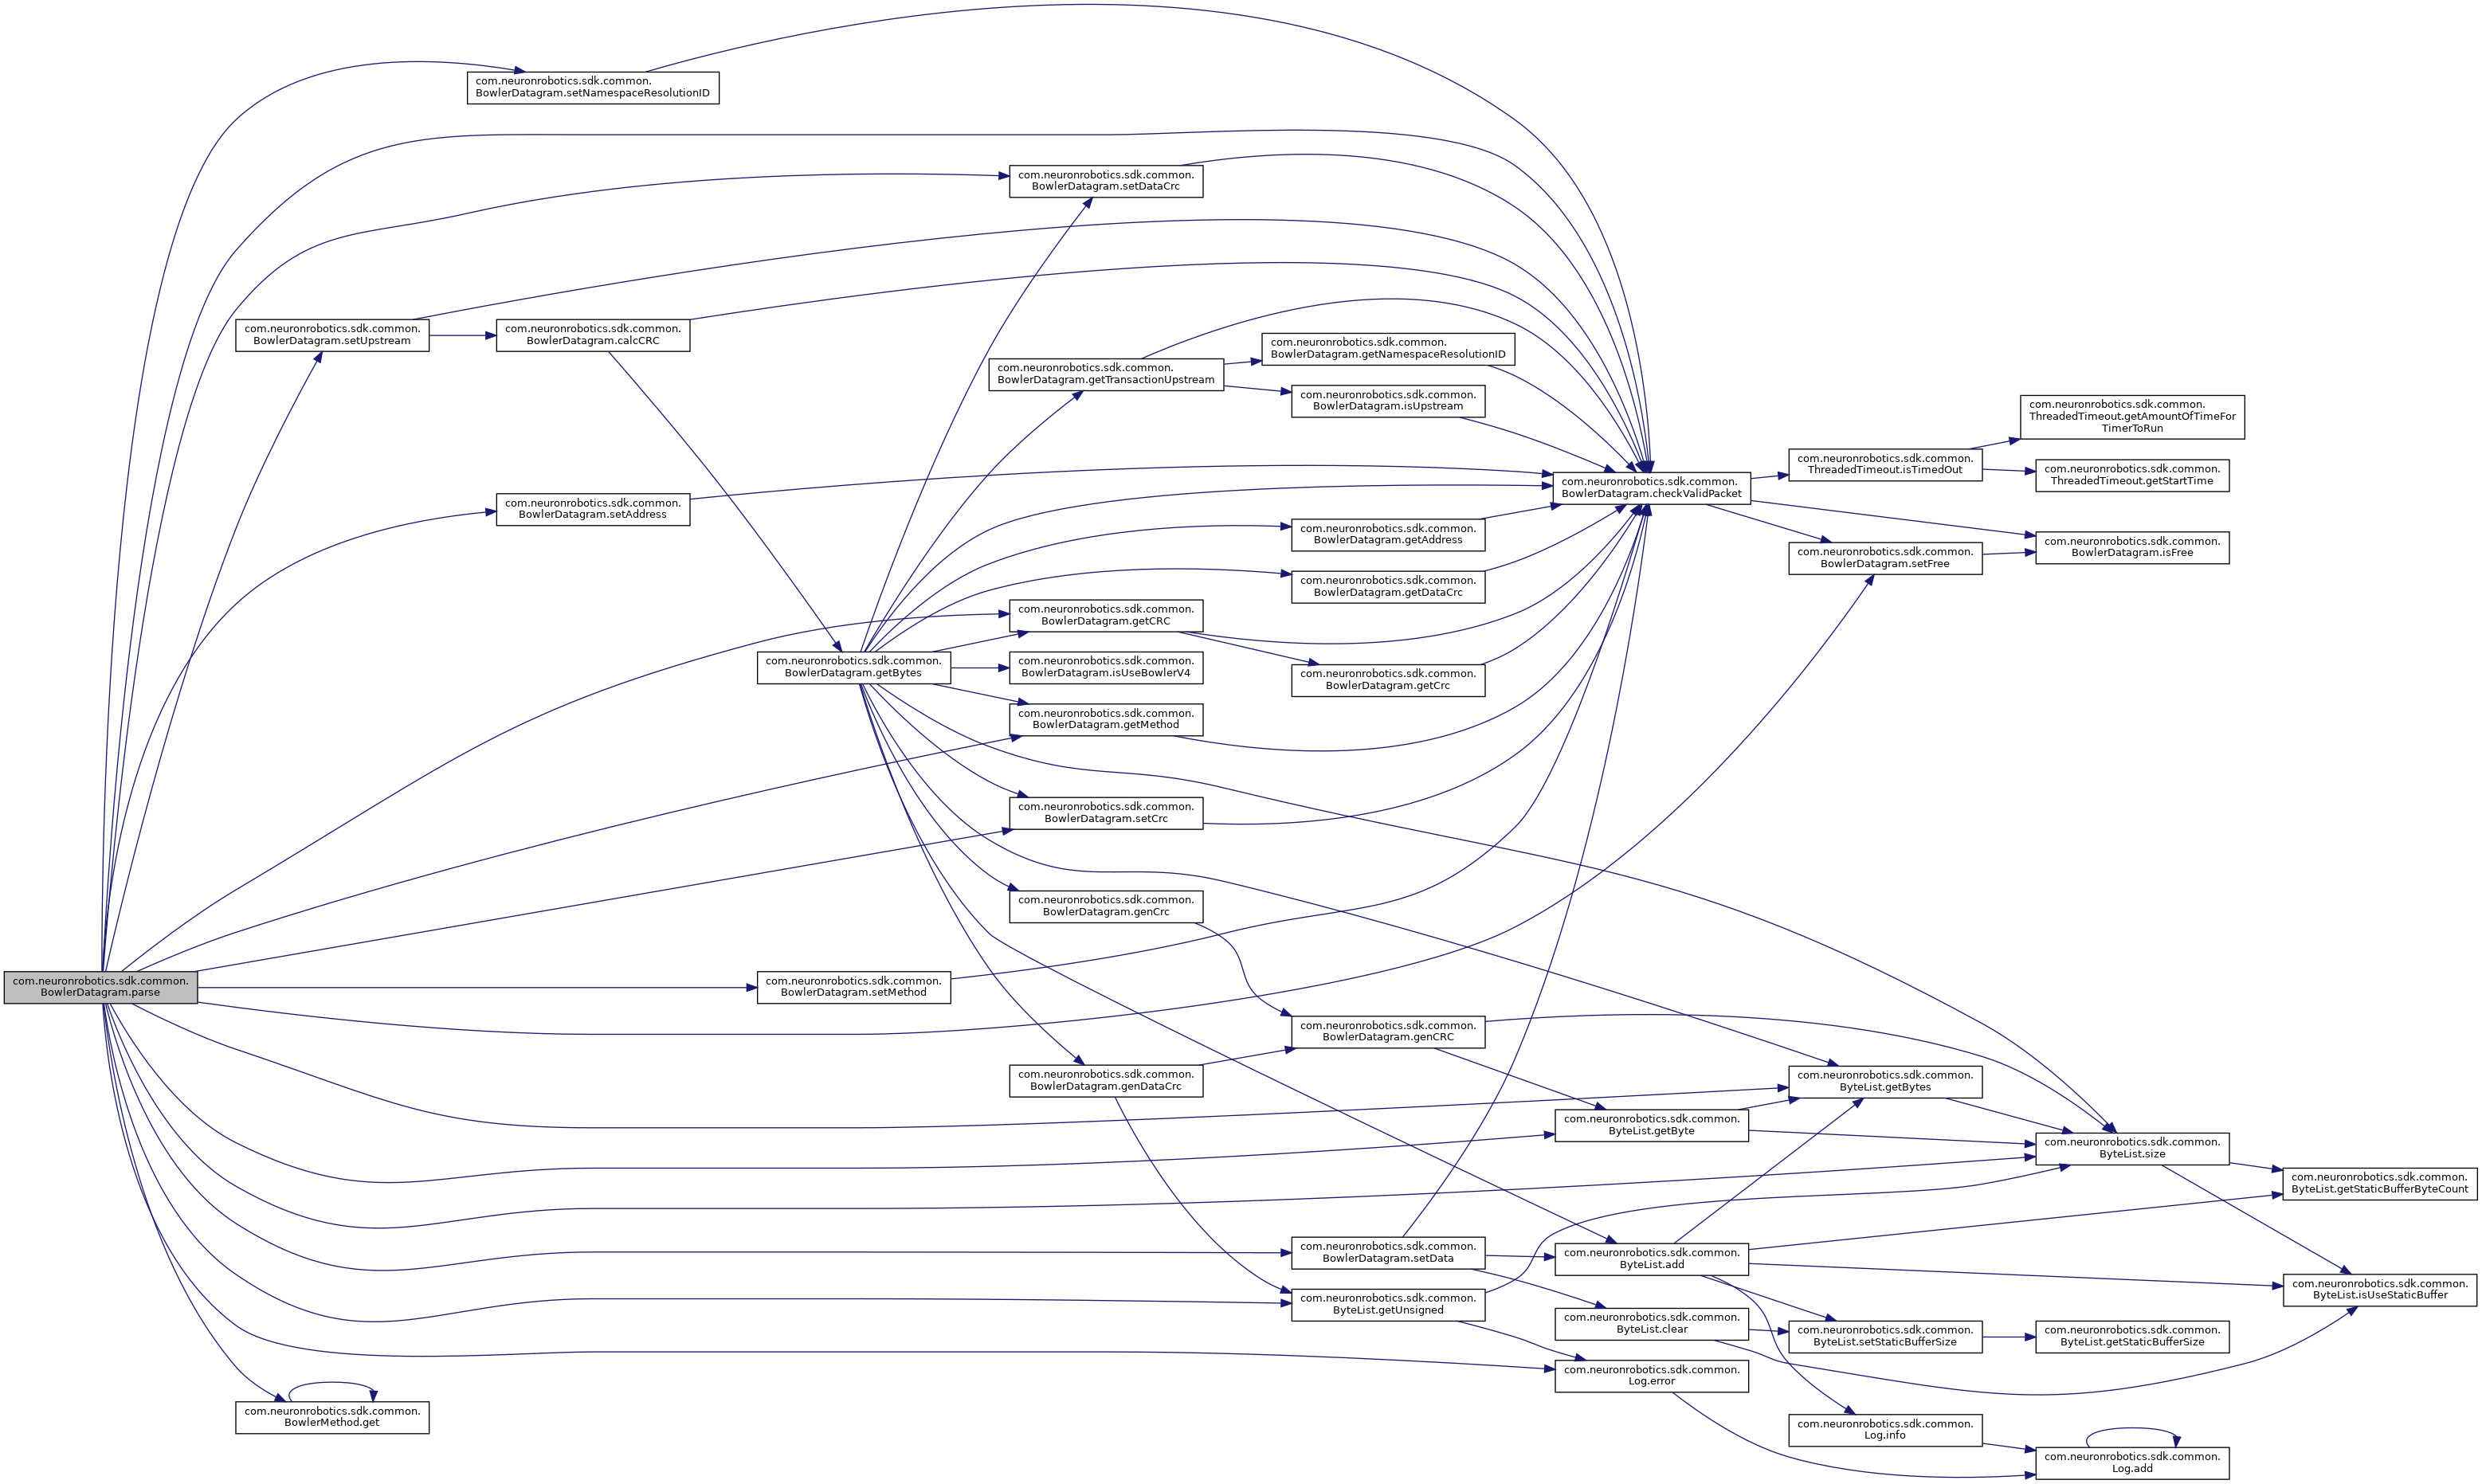 com.neuronrobotics.sdk.common.
BowlerDatagram.setNamespaceResolutionID
com.neuronrobotics.sdk.common.
BowlerDatagram.setDataCrc
com.neuronrobotics.sdk.common.
BowlerDatagram.setUpstream
com.neuronrobotics.sdk.common.
BowlerDatagram.calcCRC
com.neuronrobotics.sdk.common.
BowlerDatagram.getNamespaceResolutionID
com.neuronrobotics.sdk.common.
BowlerDatagram.getTransactionUpstream
com.neuronrobotics.sdk.common.
BowlerDatagram.isUpstream
com.neuronrobotics.sdk.common.
ThreadedTimeout.getAmountOfTimeFor
TimerToRun
com.neuronrobotics.sdk.common.
ThreadedTimeout.isTimedOut
com.neuronrobotics.sdk.common.
ThreadedTimeout.getStartTime
com.neuronrobotics.sdk.common.
BowlerDatagram.checkValidPacket
com.neuronrobotics.sdk.common.
BowlerDatagram.setAddress
com.neuronrobotics.sdk.common.
BowlerDatagram.getAddress
com.neuronrobotics.sdk.common.
BowlerDatagram.isFree
com.neuronrobotics.sdk.common.
BowlerDatagram.setFree
com.neuronrobotics.sdk.common.
BowlerDatagram.getDataCrc
com.neuronrobotics.sdk.common.
BowlerDatagram.getCRC
com.neuronrobotics.sdk.common.
BowlerDatagram.getBytes
com.neuronrobotics.sdk.common.
BowlerDatagram.isUseBowlerV4
com.neuronrobotics.sdk.common.
BowlerDatagram.getCrc
com.neuronrobotics.sdk.common.
BowlerDatagram.getMethod
com.neuronrobotics.sdk.common.
BowlerDatagram.setCrc
com.neuronrobotics.sdk.common.
BowlerDatagram.genCrc
com.neuronrobotics.sdk.common.
BowlerDatagram.parse
com.neuronrobotics.sdk.common.
BowlerDatagram.setMethod
com.neuronrobotics.sdk.common.
BowlerDatagram.genCRC
com.neuronrobotics.sdk.common.
BowlerDatagram.genDataCrc
com.neuronrobotics.sdk.common.
ByteList.getBytes
com.neuronrobotics.sdk.common.
ByteList.getByte
com.neuronrobotics.sdk.common.
ByteList.size
com.neuronrobotics.sdk.common.
ByteList.getStaticBufferByteCount
com.neuronrobotics.sdk.common.
BowlerDatagram.setData
com.neuronrobotics.sdk.common.
ByteList.add
com.neuronrobotics.sdk.common.
ByteList.isUseStaticBuffer
com.neuronrobotics.sdk.common.
ByteList.getUnsigned
com.neuronrobotics.sdk.common.
ByteList.clear
com.neuronrobotics.sdk.common.
ByteList.setStaticBufferSize
com.neuronrobotics.sdk.common.
ByteList.getStaticBufferSize
com.neuronrobotics.sdk.common.
Log.error
com.neuronrobotics.sdk.common.
BowlerMethod.get
com.neuronrobotics.sdk.common.
Log.info
com.neuronrobotics.sdk.common.
Log.add